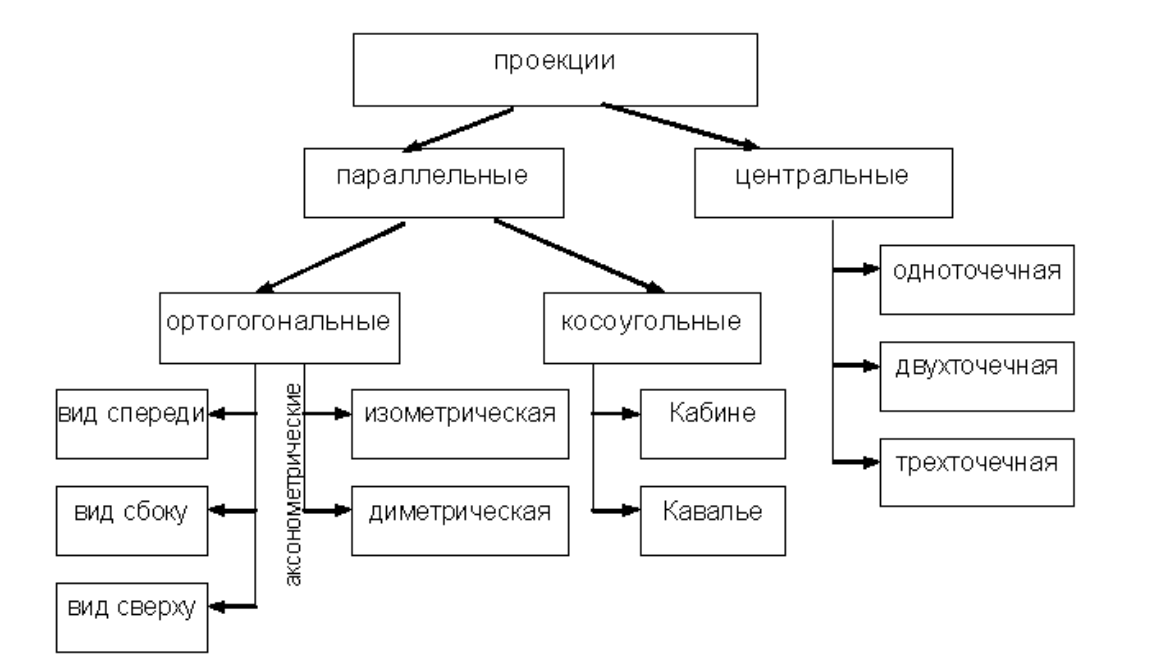 проекции
параллельные
центральные
одноточечная
ортогогональные
косоугольные
двухточечная
вид спереди
аксонометрические
изометрическая
Кабине
трехточечная
вид сбоку
диметрическая
Кавалье
вид сверху